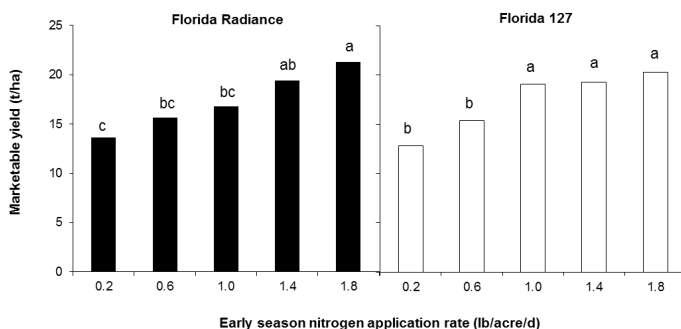 Florida Radiance
Florida 127
Marketable yield (t/ha)
25
20
15
10
5
0
c
bc
bc
ab
a
b
b
a
a
a
0.2 0.6 1.0 1.4 1.8
0.2 0.6 1.0 1.4 1.8
Early season nitrogen application rate (lb/acre/d)